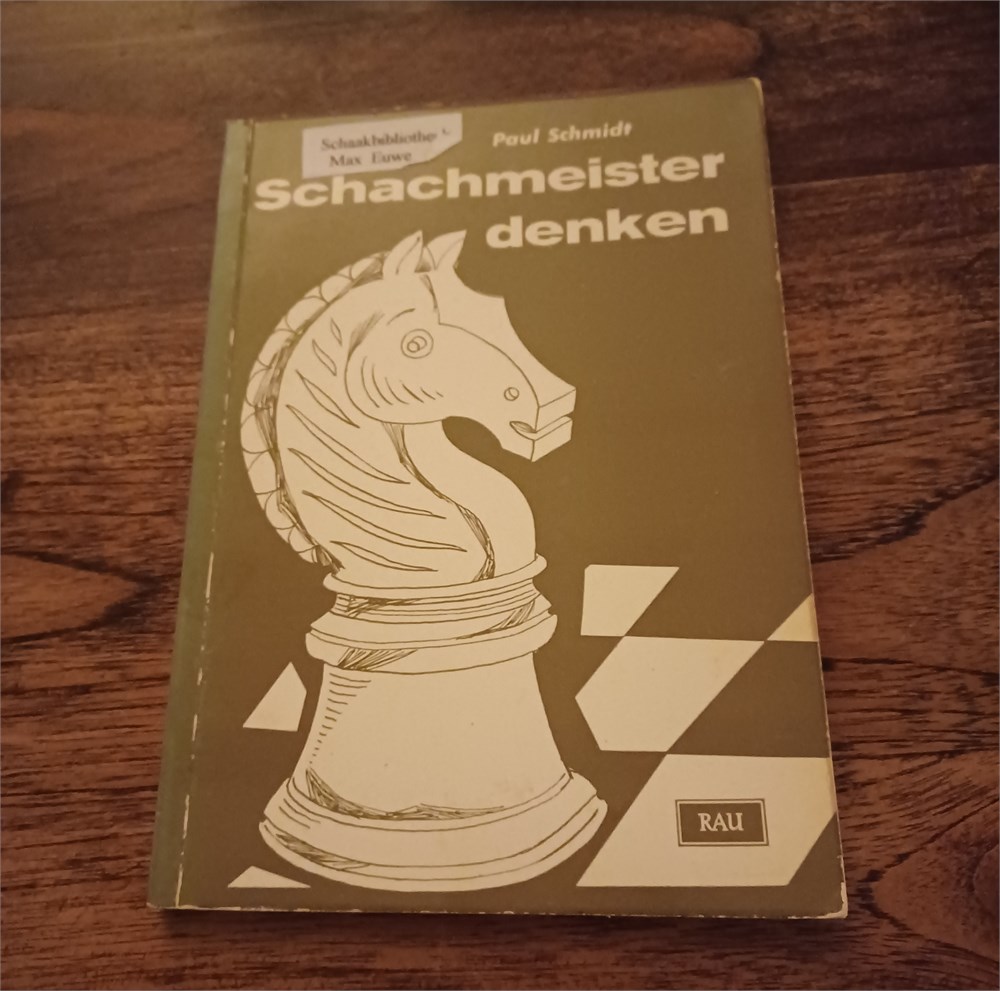 Schaakbibliotheek
Max Euwe
Paul Schmidt
Schachmeister
denken
RAU